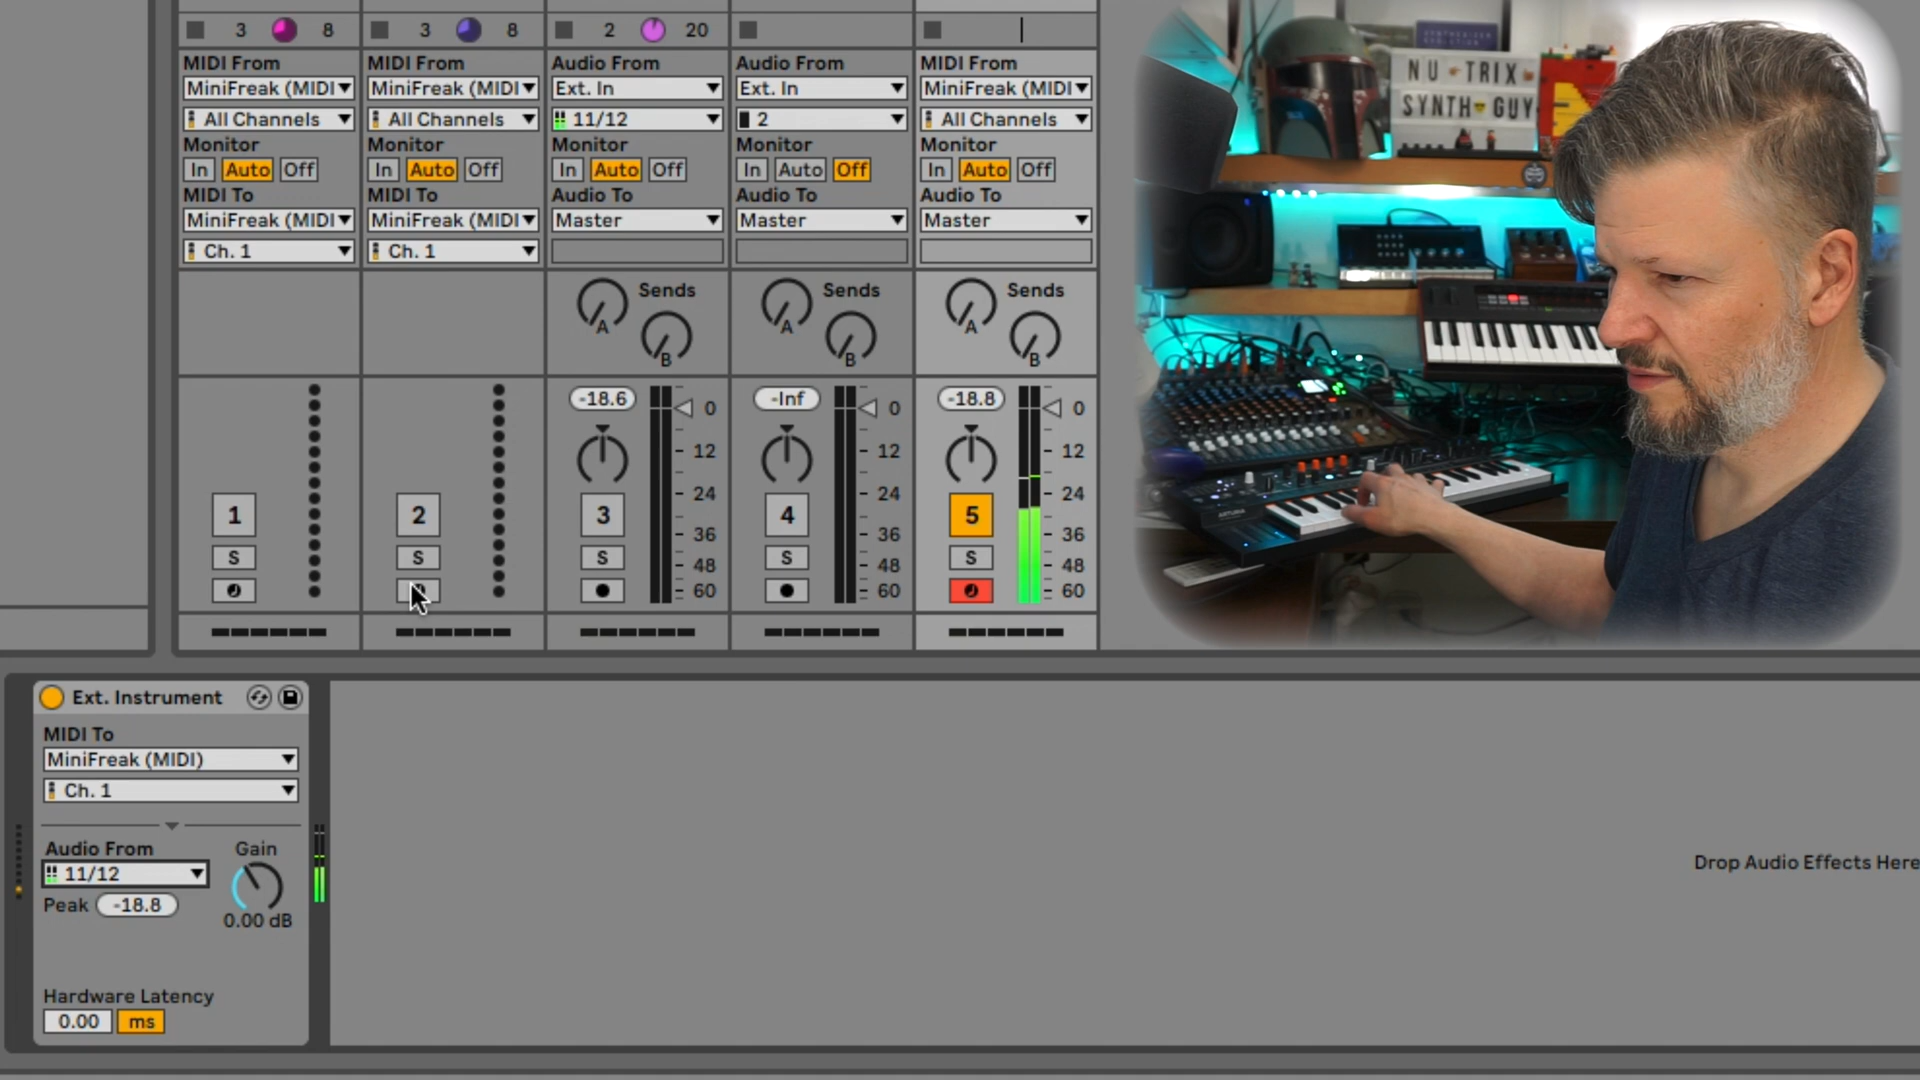 3 8 3 8 2 20
MIDI From MIDI From Audio From Audio From MIDI From
MiniFreak (MIDI MiniFreak (MIDI Ext. In Ext. In MiniFreak (MIDI
All Channels All Channels 11/12 2 All Channels
Monitor Monitor Monitor Monitor Monitor
In Auto Off In Auto Off In Auto Off In Auto Off In Auto Off
MIDI To MIDI To Audio To Audio To Audio To
MiniFreak (MIDI MiniFreak (MIDI Master Master Master
Ch. 1 Ch. 1
Sends Sends Sends
A A A
B B B
-18.6 0 -Inf 0 -18.8 0
12 12 12
24 24 24
1 2 3 4 5
36 36 36
S S S S S
48 48 48
60 60 60
NU TRIX
SYNTH GUY
ARTURIA
Ext. Instrument
MIDI To
MiniFreak (MIDI)
Ch. 1
Audio From Gain
11/12
Peak -18.8
0.00 dB
Drop Audio Effects Here
Hardware Latency
0.00 ms